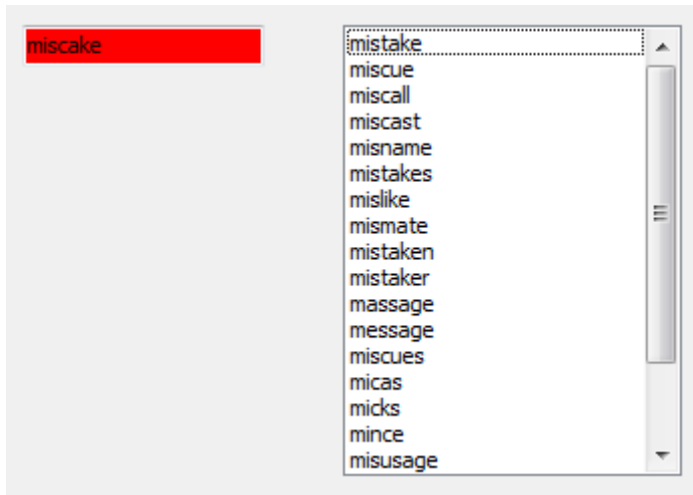 miscake
mistake
miscue
miscall
miscast
misname
mistakes
mislike
mismate
mistaken
mistaker
massage
message
miscues
micas
micks
mince
misusage